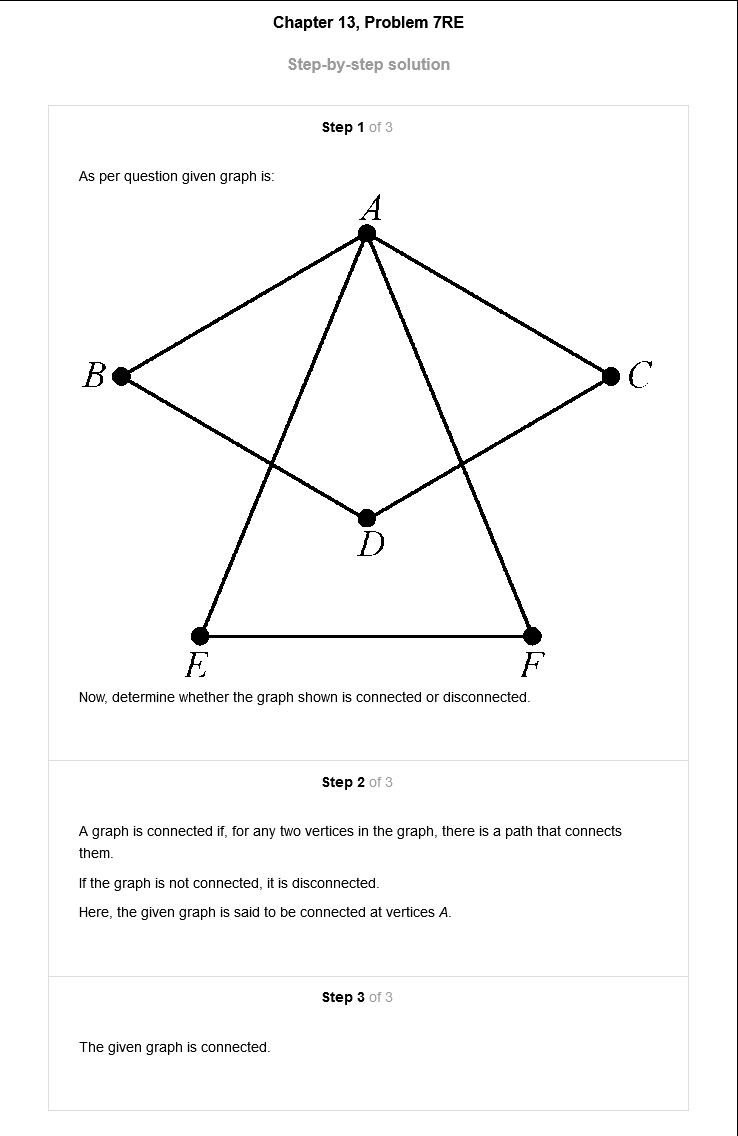 Chapter 13, Problem 7RE
Step-by-step solution
Step 1 of 3
As per question given graph is:
A
B
C
D
E
F
Now, determine whether the graph shown is connected or disconnected.
Step 2 of 3
A graph is connected if, for any two vertices in the graph, there is a path that connects
them.
If the graph is not connected, it is disconnected.
Here, the given graph is said to be connected at vertices A.
Step 3 of 3
The given graph is connected.